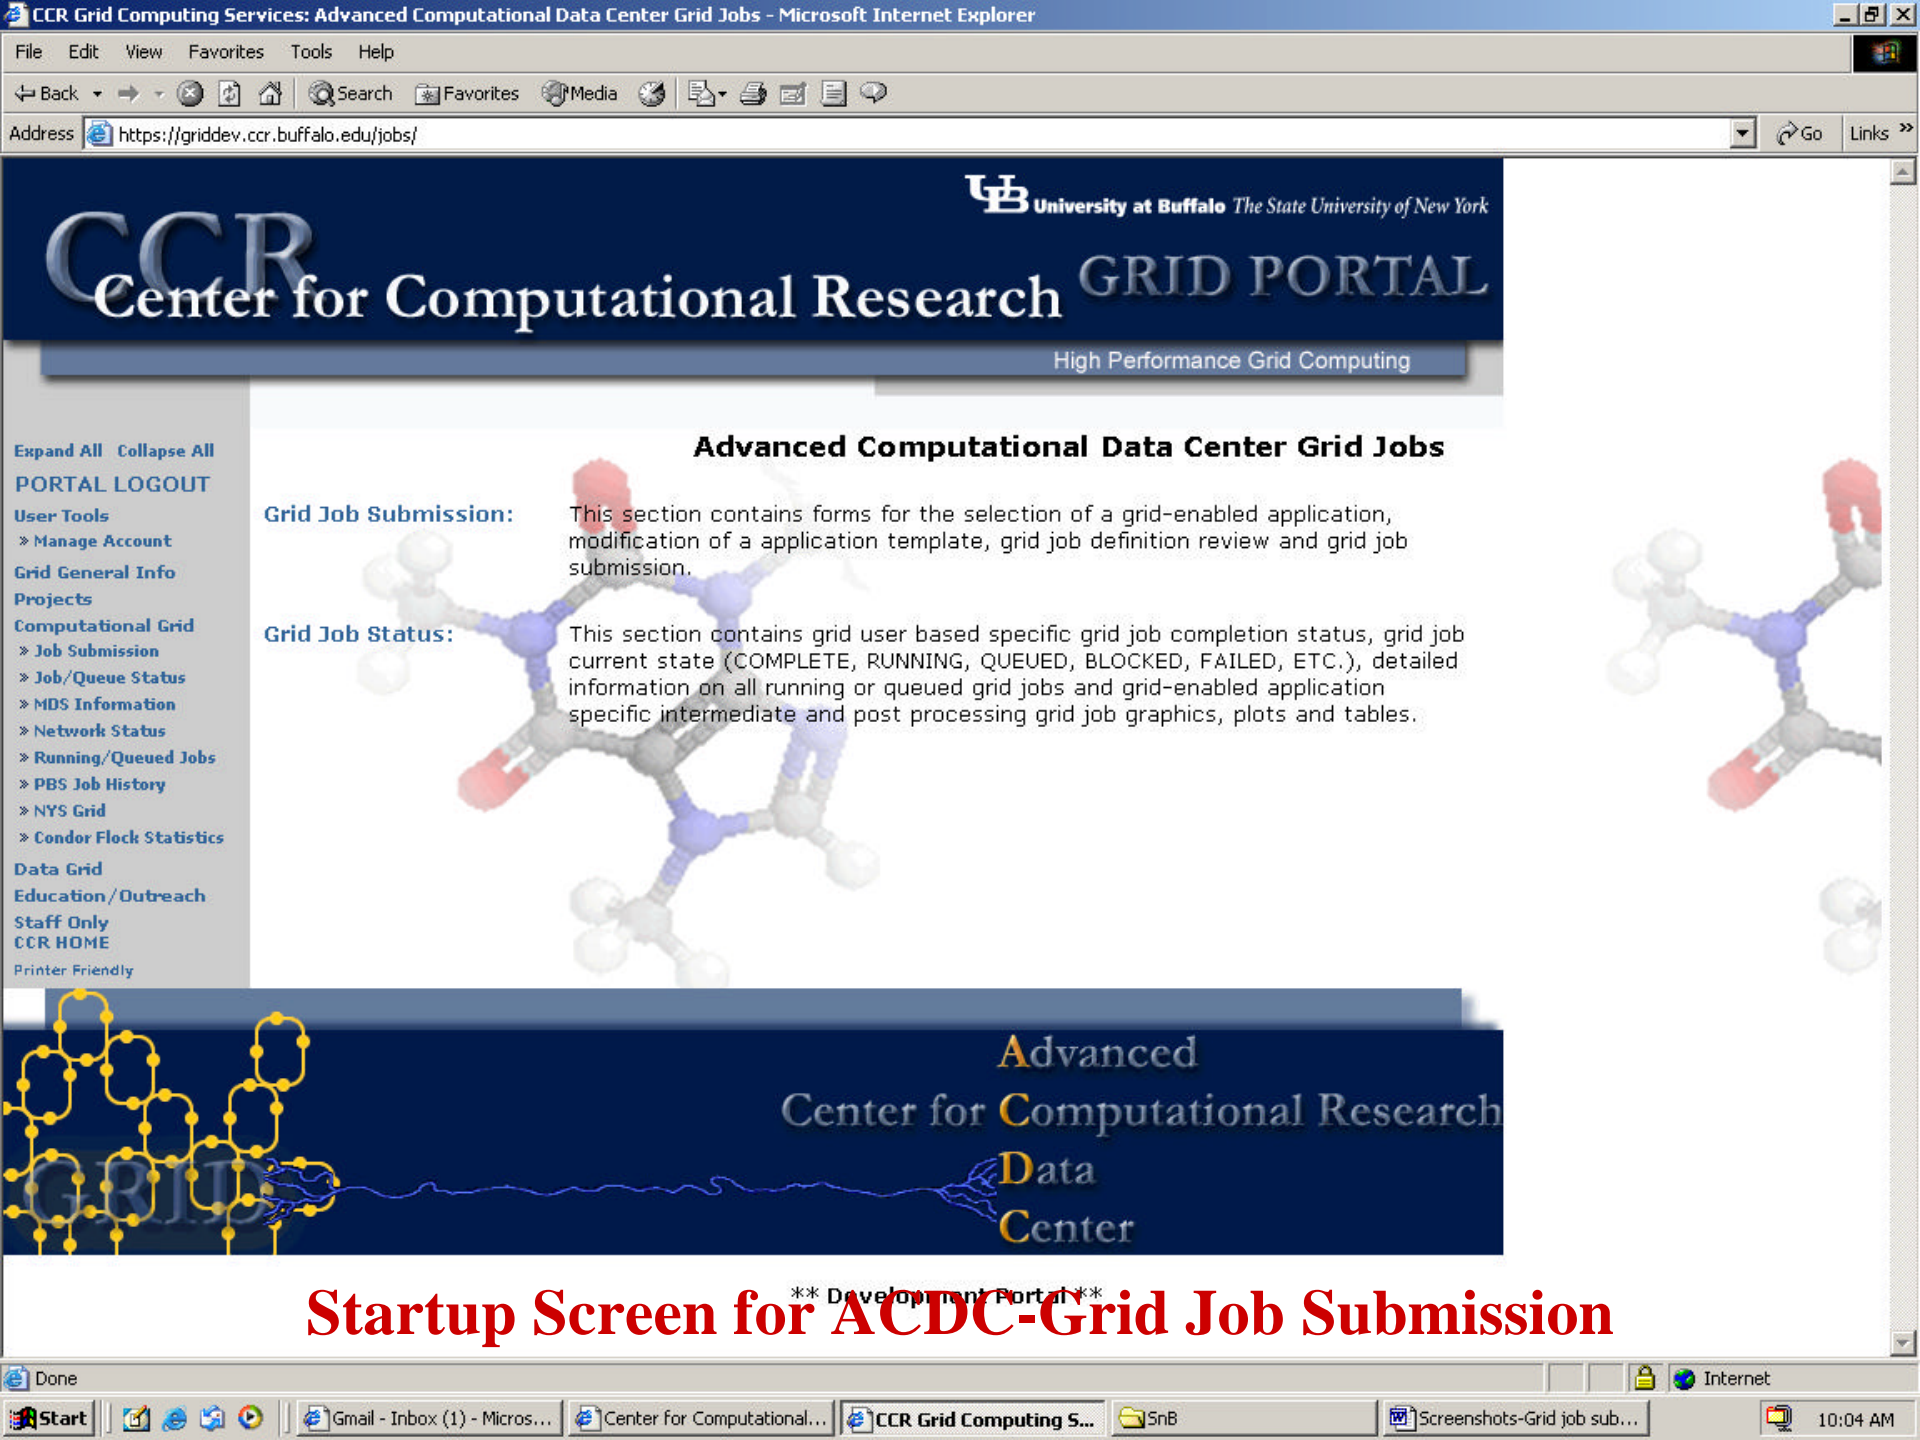 CCR Grid Computing Services: Advanced Computational Data Center Grid Jobs - Microsoft Internet Explorer
File Edit View Favorites Tools Help
Back Search Favorites Media
Address https://griddev.ccr.buffalo.edu/jobs/ Go Links »
UB University at Buffalo The State University of New York
CCR
Center for Computational Research GRID PORTAL
High Performance Grid Computing
Expand All Collapse All
PORTAL LOGOUT
User Tools
» Manage Account
Grid General Info
Projects
Computational Grid
» Job Submission
» Job/Queue Status
» MDS Information
» Network Status
» Running/Queued Jobs
» PBS Job History
» NYS Grid
» Condor Flock Statistics
Data Grid
Education/Outreach
Staff Only
CCR HOME
Printer Friendly
Advanced Computational Data Center Grid Jobs
Grid Job Submission: This section contains forms for the selection of a grid-enabled application,
modification of a application template, grid job definition review and grid job
submission.
Grid Job Status: This section contains grid user based specific grid job completion status, grid job
current state (COMPLETE, RUNNING, QUEUED, BLOCKED, FAILED, ETC.), detailed
information on all running or queued grid jobs and grid-enabled application
specific intermediate and post processing grid job graphics, plots and tables.
GRID
Advanced
Center for Computational Research
Data
Center
** Development Portal **
Startup Screen for ACDC-Grid Job Submission
Done Internet
Start Gmail - Inbox (1) - Micros... Center for Computational... CCR Grid Computing S... SnB Screenshots-Grid job sub... 10:04 AM